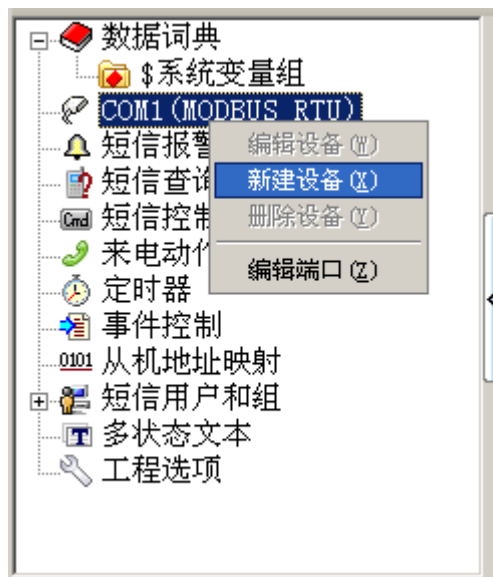 数据词典
$系统变量组
COM1(MODBUS RTU)
短信报警
编辑设备(W)
短信查询
新建设备(X)
Cmd 短信控制
删除设备(Y)
来电动作
编辑端口(Z)
定时器
事件控制
0101 从机地址映射
短信用户和组
T 多状态文本
工程选项